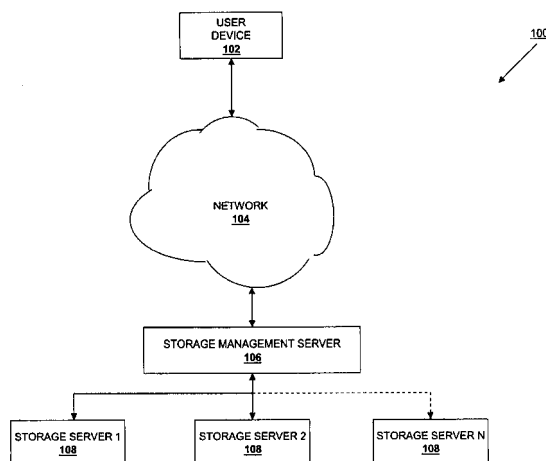 USER
DEVICE
102
100
NETWORK
104
STORAGE MANAGEMENT SERVER
106
STORAGE SERVER 1
108
STORAGE SERVER 2
108
STORAGE SERVER N
108